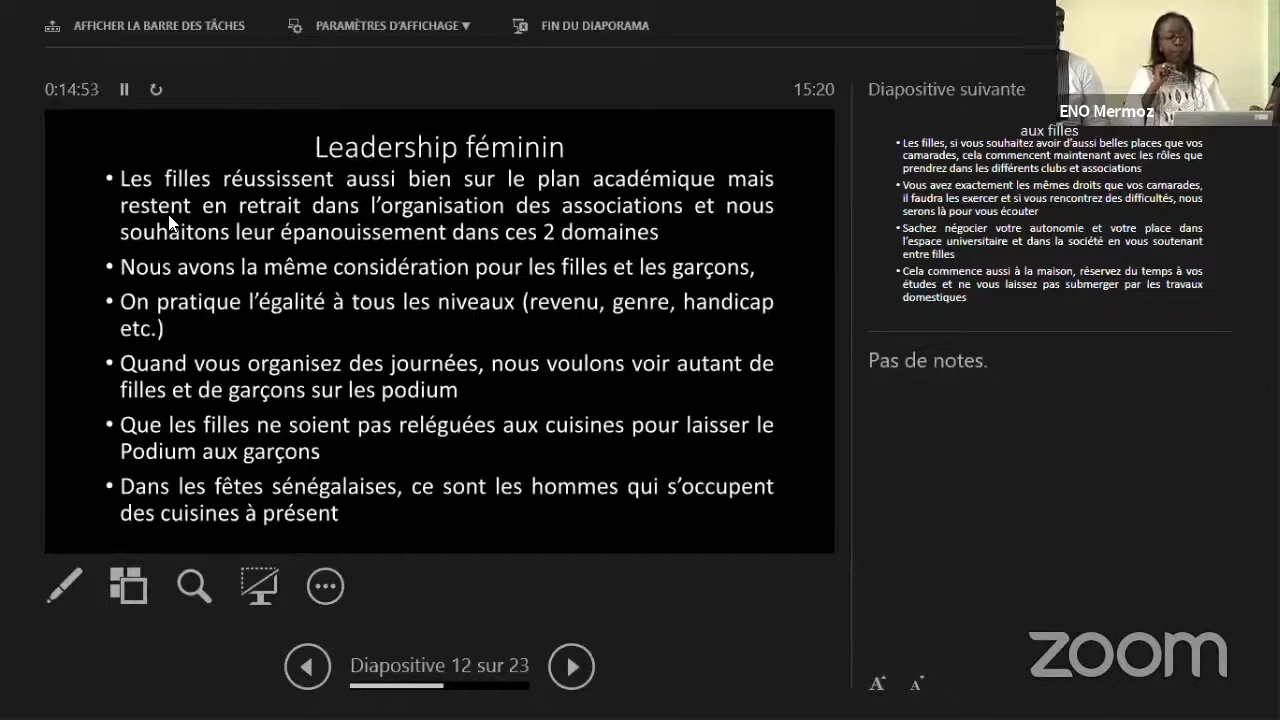 AFFICHER LA BARRE DES TÂCHES
PARAMÈTRES D'AFFICHAGE ▼
FIN DU DIAPORAMA
0:14:53
15:20
Diapositive suivante
ENO Mermoz
Leadership féminin
• Les filles réussissent aussi bien sur le plan académique mais
restent en retrait dans l'organisation des associations et nous
souhaitons leur épanouissement dans ces 2 domaines
• Nous avons la même considération pour les filles et les garçons,
• On pratique l'égalité à tous les niveaux (revenu, genre, handicap
etc.)
• Quand vous organisez des journées, nous voulons voir autant de
filles et de garçons sur les podium
• Que les filles ne soient pas reléguées aux cuisines pour laisser le
Podium aux garçons
• Dans les fêtes sénégalaises, ce sont les hommes qui s'occupent
des cuisines à présent
aux filles
• Les filles, si vous souhaitez avoir d'aussi belles places que vos
camarades, cela commencent maintenant avec les rôles que
prendrez dans les différents clubs et associations
• Vous avez exactement les mêmes droits que vos camarades,
il faudra les exercer et si vous rencontrez des difficultés, nous
serons là pour vous écouter
• Sachez négocier votre autonomie et votre place dans
l'espace universitaire et dans la société en vous soutenant
entre filles
• Cela commence aussi à la maison, réservez du temps à vos
études et ne vous laissez pas submerger par les travaux
domestiques
Pas de notes.
Diapositive 12 sur 23
A A
zoom